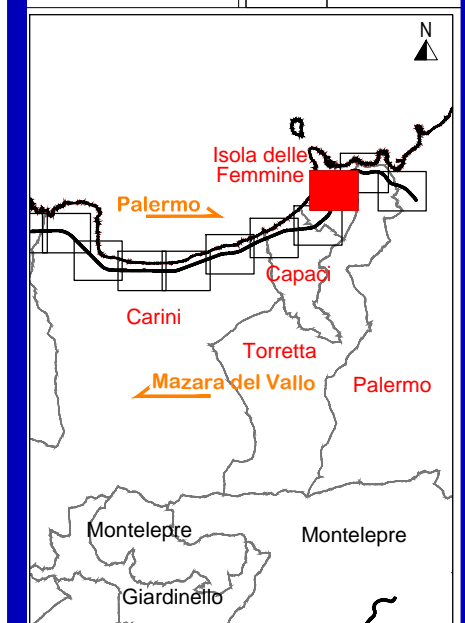 N
Isola delle
Femmine
Palermo
Capaci
Carini
Torretta
Mazara del Vallo
Palermo
Montelepre
Montelepre
Giardinello